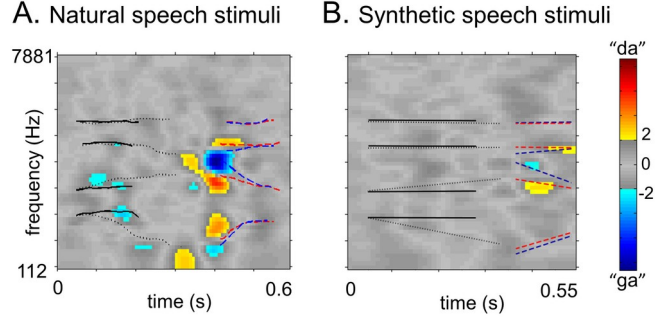 A. Natural speech stimuli
B. Synthetic speech stimuli
7881
frequency (Hz)
112
0
0.6
time (s)
0
0.55
time (s)
"da"
2
0
-2
"ga"